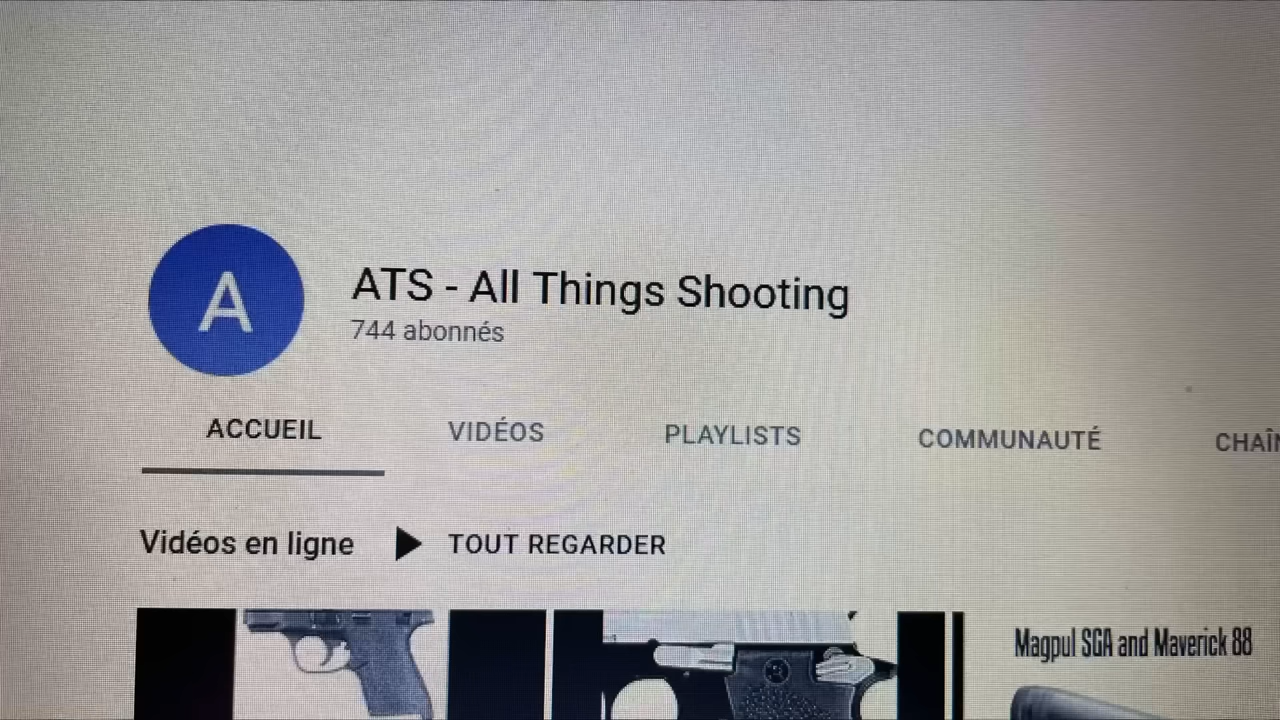 A
ATS - All Things Shooting
744 abonnés
ACCUEIL VIDÉOS PLAYLISTS COMMUNAUTÉ CHAÎN
Vidéos en ligne TOUT REGARDER
Magpul SGA and Maverick 88